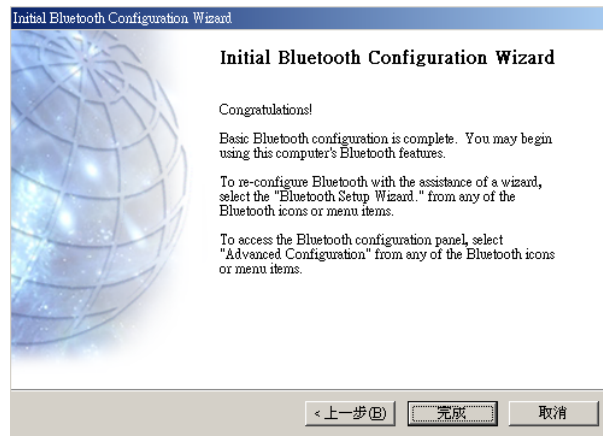 Initial Bluetooth Configuration Wizard
Initial Bluetooth Configuration Wizard
Congratulations!
Basic Bluetooth configuration is complete.  You may begin
using this computer's Bluetooth features.
To re-configure Bluetooth with the assistance of a wizard,
select the "Bluetooth Setup Wizard." from any of the
Bluetooth icons or menu items.
To access the Bluetooth configuration panel, select
"Advanced Configuration" from any of the Bluetooth icons
or menu items.
<上一步(B) 完成 取消